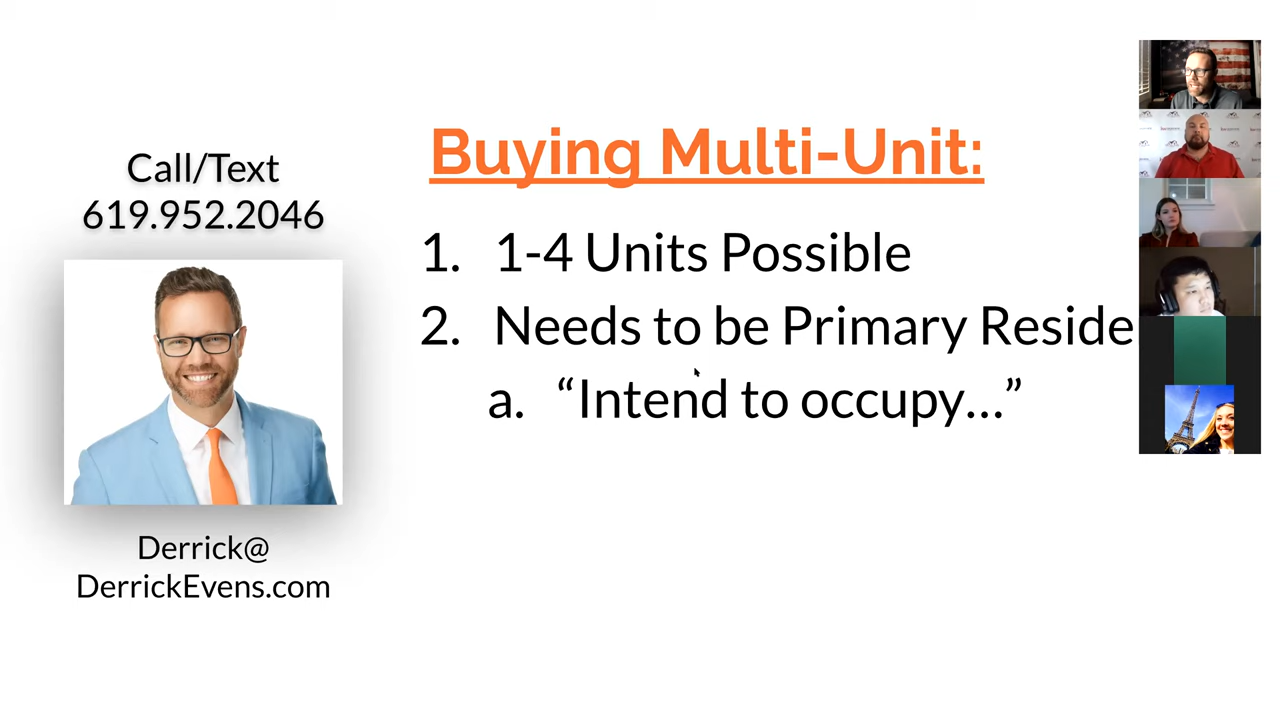 Call/Text
619.952.2046
Derrick@
DerrickEvens.com
Buying Multi-Unit:
1. 1-4 Units Possible
2. Needs to be Primary Reside
a. “Intend to occupy...”